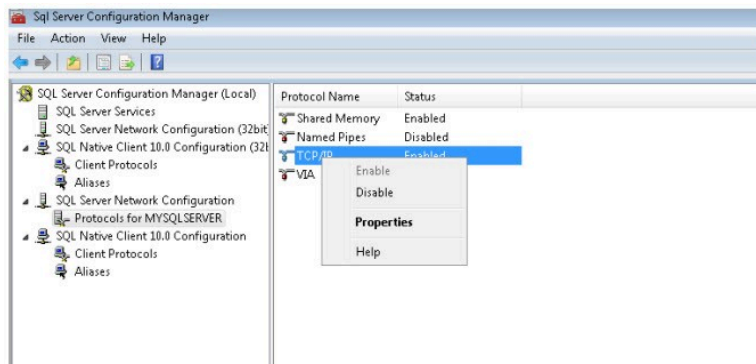 Sql Server Configuration Manager
File Action View Help
SQL Server Configuration Manager (Local)
SQL Server Services
SQL Server Network Configuration (32bit
SQL Native Client 10.0 Configuration (32b
Client Protocols
Aliases
SQL Server Network Configuration
Protocols for MYSQLSERVER
SQL Native Client 10.0 Configuration
Client Protocols
Aliases
Protocol Name Status
Shared Memory Enabled
Named Pipes Disabled
TCP/IP Enabled
VIA
Enable
Disable
Properties
Help